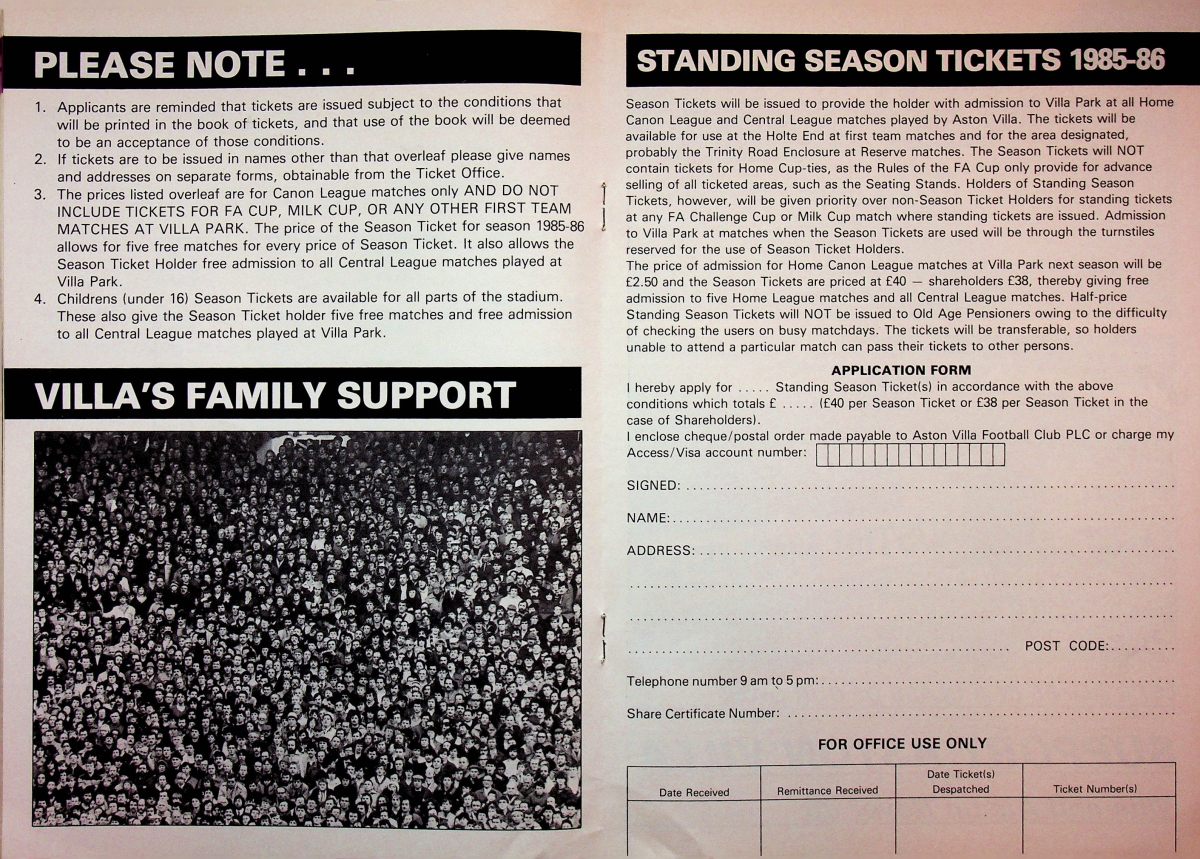 PLEASE NOTE . . .
1. Applicants are reminded that tickets are issued subject to the conditions that
will be printed in the book of tickets, and that use of the book will be deemed
to be an acceptance of those conditions.
2. If tickets are to be issued in names other than that overleaf please give names
and addresses on separate forms, obtainable from the Ticket Office.
3. The prices listed overleaf are for Canon League matches only AND DO NOT
INCLUDE TICKETS FOR FA CUP, MILK CUP, OR ANY OTHER FIRST TEAM
MATCHES AT VILLA PARK. The price of the Season Ticket for season 1985-86
allows for five free matches for every price of Season Ticket. It also allows the
Season Ticket Holder free admission to all Central League matches played at
Villa Park.
4. Childrens (under 16) Season Tickets are available for all parts of the stadium.
These also give the Season Ticket holder five free matches and free admission
to all Central League matches played at Villa Park.
VILLA'S FAMILY SUPPORT
STANDING SEASON TICKETS 1985-86
Season Tickets will be issued to provide the holder with admission to Villa Park at all Home
Canon League and Central League matches played by Aston Villa. The tickets will be
available for use at the Holte End at first team matches and for the area designated,
probably the Trinity Road Enclosure at Reserve matches. The Season Tickets will NOT
contain tickets for Home Cup-ties, as the Rules of the FA Cup only provide for advance
selling of all ticketed areas, such as the Seating Stands. Holders of Standing Season
Tickets, however, will be given priority over non-Season Ticket Holders for standing tickets
at any FA Challenge Cup or Milk Cup match where standing tickets are issued. Admission
to Villa Park at matches when the Season Tickets are used will be through the turnstiles
reserved for the use of Season Ticket Holders.
The price of admission for Home Canon League matches at Villa Park next season will be
£2.50 and the Season Tickets are priced at £40 — shareholders £38, thereby giving free
admission to five Home League matches and all Central League matches. Half-price
Standing Season Tickets will NOT be issued to Old Age Pensioners owing to the difficulty
of checking the users on busy matchdays. The tickets will be transferable, so holders
unable to attend a particular match can pass their tickets to other persons.
APPLICATION FORM
I hereby apply for ..... Standing Season Ticket(s) in accordance with the above
conditions which totals £ ..... (£40 per Season Ticket or £38 per Season Ticket in the
case of Shareholders).
I enclose cheque/postal order made payable to Aston Villa Football Club PLC or charge my
Access/Visa account number:
SIGNED:
NAME:
ADDRESS:
POST CODE:
Telephone number 9 am to 5 pm:
Share Certificate Number:
FOR OFFICE USE ONLY
Date Received
Remittance Received
Date Ticket(s)
Despatched
Ticket Number(s)